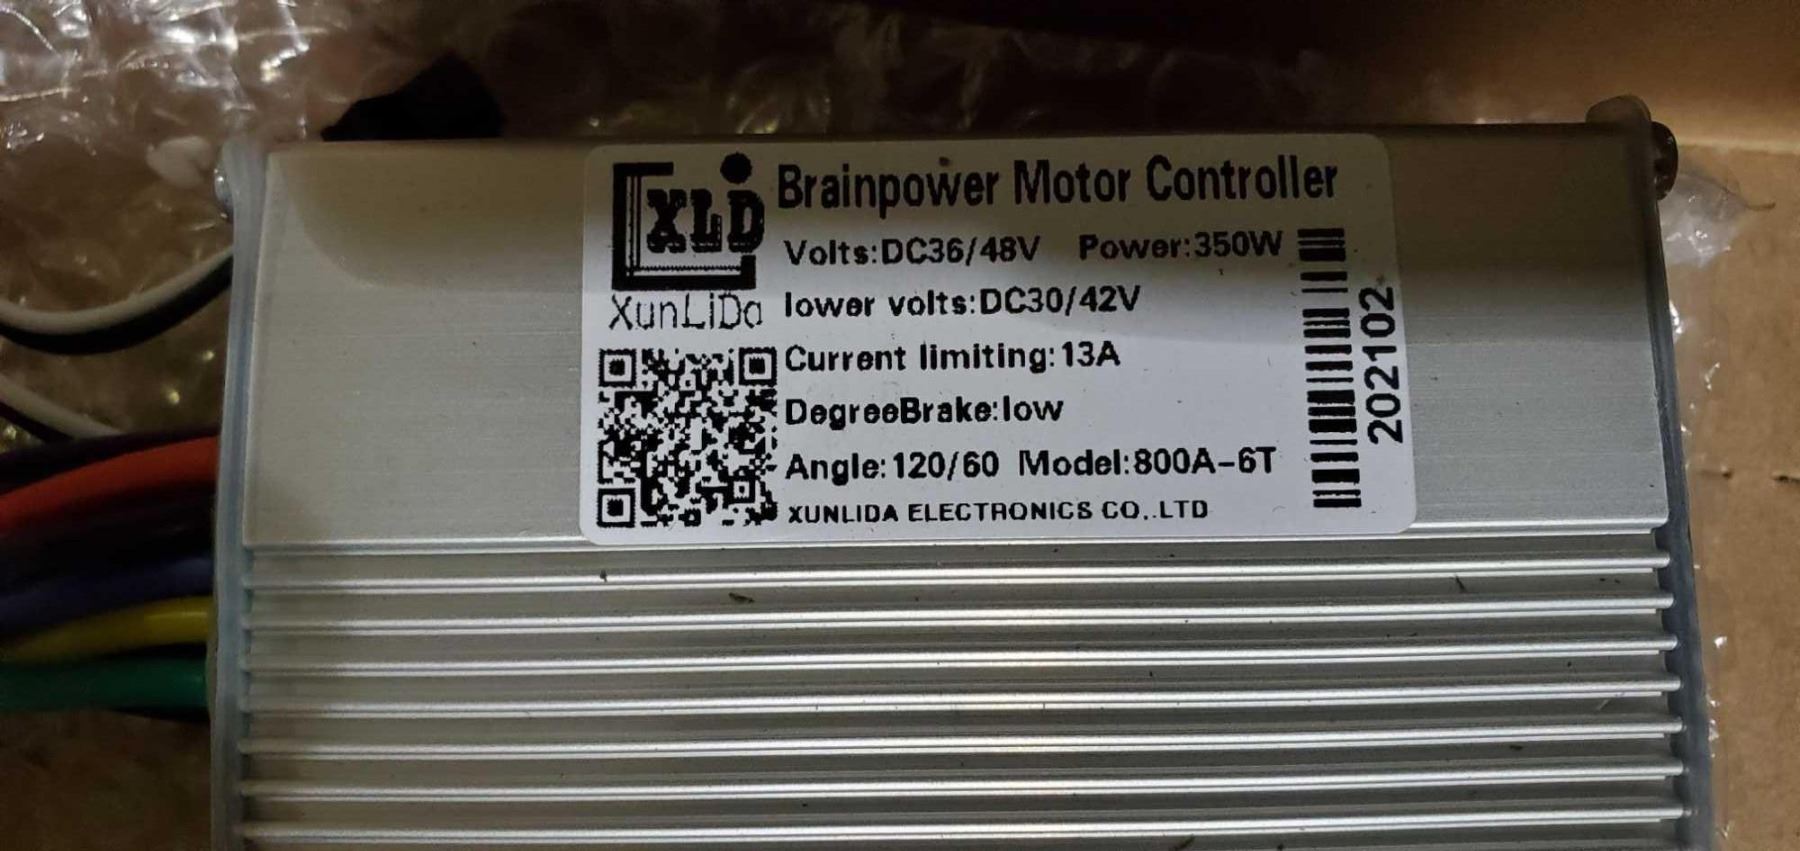 XLD
Brainpower Motor Controller
Volts:DC36/48V Power:350W
XunLiDa
lower volts:DC30/42V
Current limiting:13A
DegreeBrake:low
Angle:120/60 Model:800A-6T
XUNLIDA ELECTRONICS CO,.LTD
202102